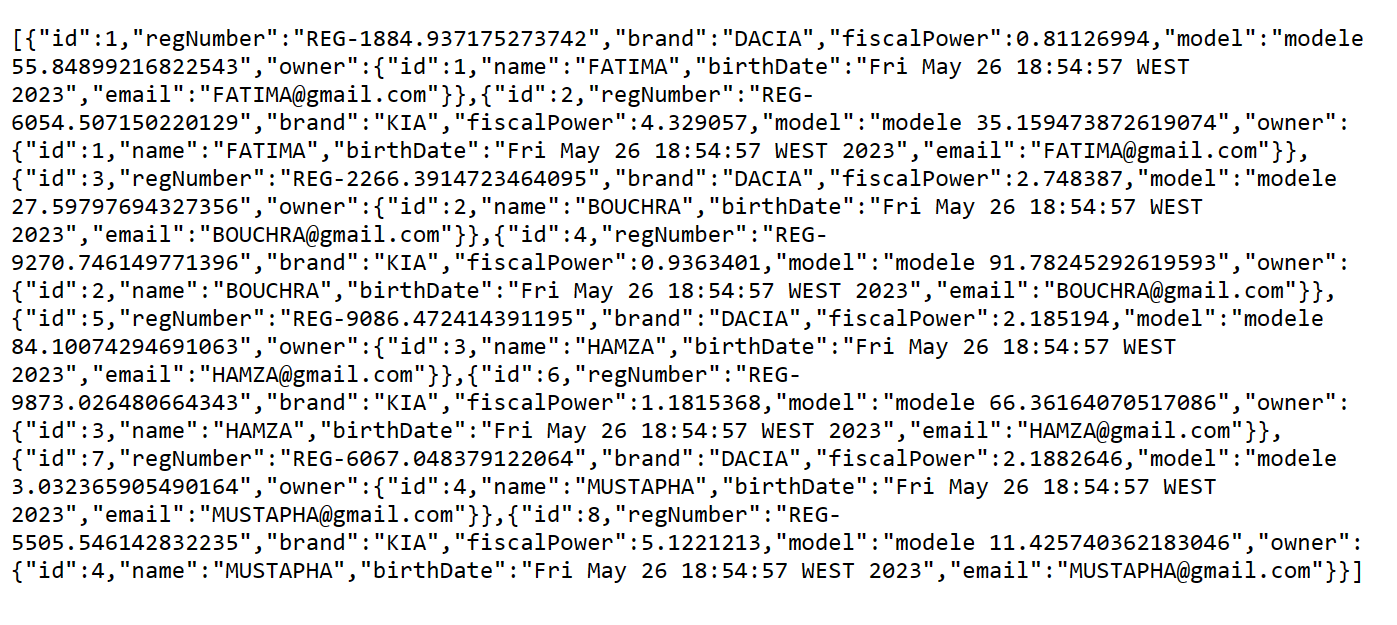 [{"id":1,"regNumber":"REG-1884.937175273742","brand":"DACIA","fiscalPower":0.81126994,"model":"modele
55.84899216822543","owner":{"id":1,"name":"FATIMA","birthDate":"Fri May 26 18:54:57 WEST
2023","email":"FATIMA@gmail.com"}},{"id":2,"regNumber":"REG-
6054.507150220129","brand":"KIA","fiscalPower":4.329057,"model":"modele 35.159473872619074","owner":
{"id":1,"name":"FATIMA","birthDate":"Fri May 26 18:54:57 WEST 2023","email":"FATIMA@gmail.com"}},
{"id":3,"regNumber":"REG-2266.3914723464095","brand":"DACIA","fiscalPower":2.748387,"model":"modele
27.59797694327356","owner":{"id":2,"name":"BOUCHRA","birthDate":"Fri May 26 18:54:57 WEST
2023","email":"BOUCHRA@gmail.com"}},{"id":4,"regNumber":"REG-
9270.746149771396","brand":"KIA","fiscalPower":0.9363401,"model":"modele 91.78245292619593","owner":
{"id":2,"name":"BOUCHRA","birthDate":"Fri May 26 18:54:57 WEST 2023","email":"BOUCHRA@gmail.com"}},
{"id":5,"regNumber":"REG-9086.472414391195","brand":"DACIA","fiscalPower":2.185194,"model":"modele
84.10074294691063","owner":{"id":3,"name":"HAMZA","birthDate":"Fri May 26 18:54:57 WEST
2023","email":"HAMZA@gmail.com"}},{"id":6,"regNumber":"REG-
9873.026480664343","brand":"KIA","fiscalPower":1.1815368,"model":"modele 66.36164070517086","owner":
{"id":3,"name":"HAMZA","birthDate":"Fri May 26 18:54:57 WEST 2023","email":"HAMZA@gmail.com"}},
{"id":7,"regNumber":"REG-6067.048379122064","brand":"DACIA","fiscalPower":2.1882646,"model":"modele
3.032365905490164","owner":{"id":4,"name":"MUSTAPHA","birthDate":"Fri May 26 18:54:57 WEST
2023","email":"MUSTAPHA@gmail.com"}},{"id":8,"regNumber":"REG-
5505.546142832235","brand":"KIA","fiscalPower":5.1221213,"model":"modele 11.425740362183046","owner":
{"id":4,"name":"MUSTAPHA","birthDate":"Fri May 26 18:54:57 WEST 2023","email":"MUSTAPHA@gmail.com"}}]